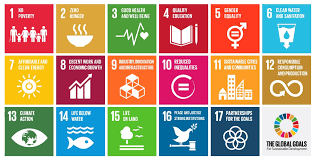 1 NO POVERTY
2 ZERO HUNGER
3 GOOD HEALTH AND WELL-BEING
4 QUALITY EDUCATION
5 GENDER EQUALITY
6 CLEAN WATER AND SANITATION
7 AFFORDABLE AND CLEAN ENERGY
8 DECENT WORK AND ECONOMIC GROWTH
9 INDUSTRY, INNOVATION AND INFRASTRUCTURE
10 REDUCED INEQUALITIES
11 SUSTAINABLE CITIES AND COMMUNITIES
12 RESPONSIBLE CONSUMPTION AND PRODUCTION
13 CLIMATE ACTION
14 LIFE BELOW WATER
15 LIFE ON LAND
16 PEACE AND JUSTICE STRONG INSTITUTIONS
17 PARTNERSHIPS FOR THE GOALS
THE GLOBAL GOALS
For Sustainable Development